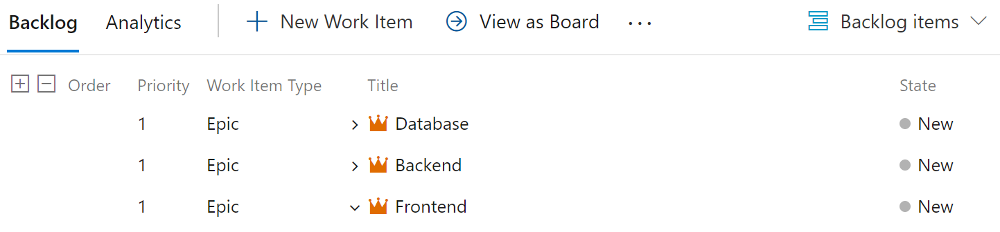 Backlog Analytics New Work Item View as Board ... Backlog items
Order Priority Work Item Type Title State
1 Epic Database New
1 Epic Backend New
1 Epic Frontend New